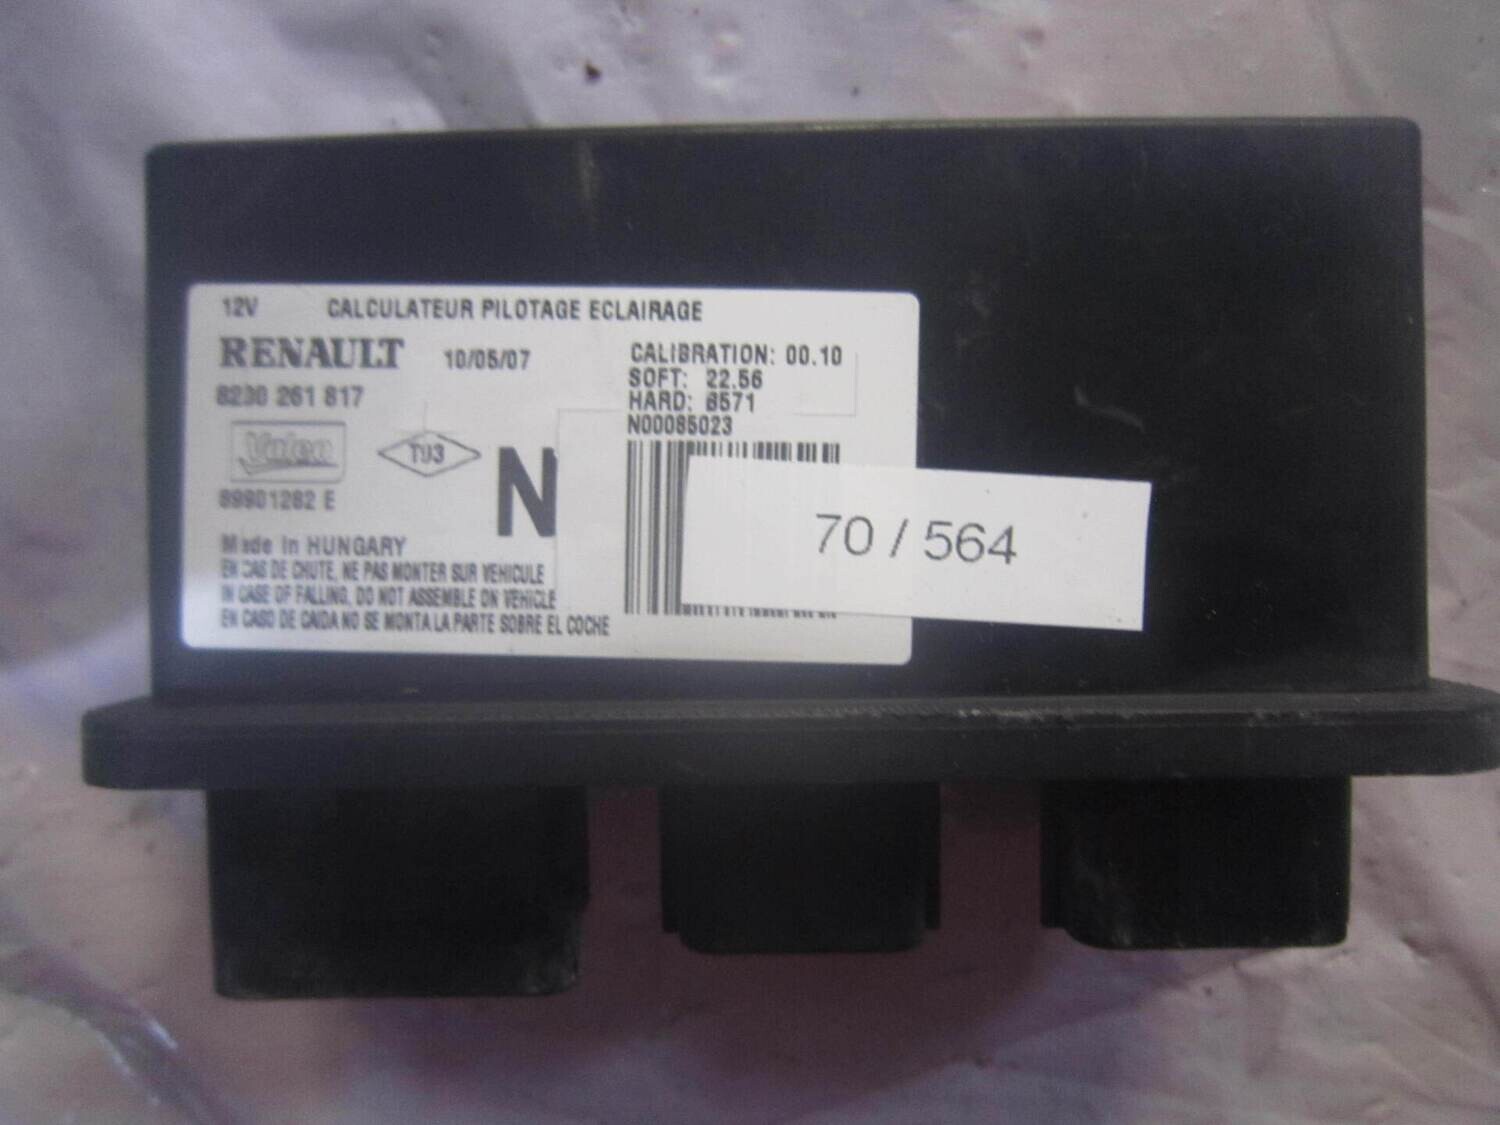 12V CALCULATEUR PILOTAGE ECLAIRAGE
RENAULT 10/05/07
8230 261 817
CALIBRATION: 00.10
SOFT: 22.56
HARD: 8571
N00085023
Valeo
T03
N
89901282 E
Made In HUNGARY
EN CAS DE CHUTE, NE PAS MONTER SUR VEHICULE
IN CASE OF FALLING, DO NOT ASSEMBLE ON VEHICLE
EN CASO DE CAIDA NO SE MONTA LA PARTE SOBRE EL COCHE
70 / 564